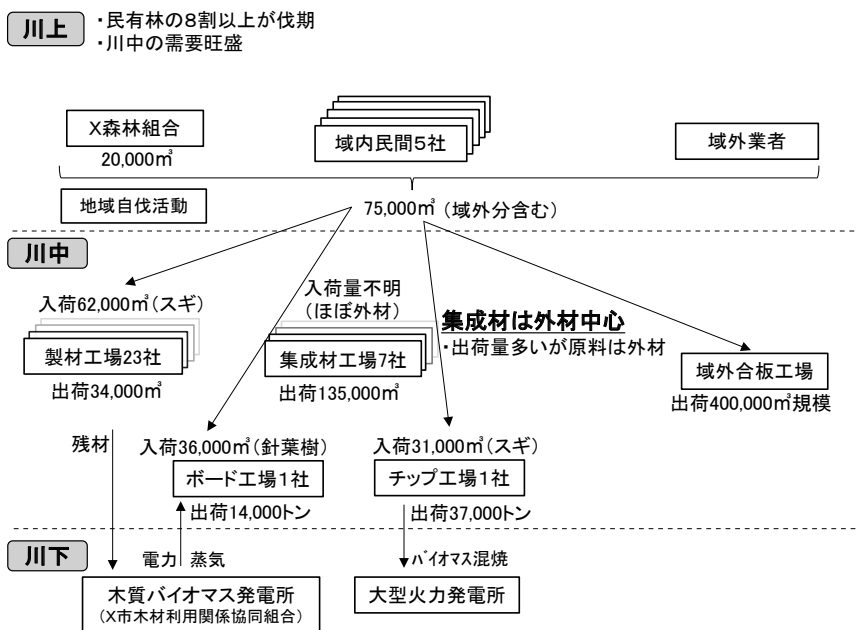 川上
・民有林の８割以上が伐期
・川中の需要旺盛
X森林組合
20,000㎥
域内民間５社
域外業者
地域自伐活動
75,000㎥（域外分含む）
川中
入荷62,000㎥（スギ）
製材工場23社
出荷34,000㎥
入荷量不明
（ほぼ外材）
集成材工場７社
出荷135,000㎥
集成材は外材中心
・出荷量多いが原料は外材
域外合板工場
出荷400,000㎥規模
残材
入荷36,000㎥（針葉樹）
ボード工場１社
出荷14,000トン
入荷31,000㎥（スギ）
チップ工場１社
出荷37,000トン
川下
電力 蒸気
バイオマス混焼
木質バイオマス発電所
（X市木材利用関係協同組合）
大型火力発電所